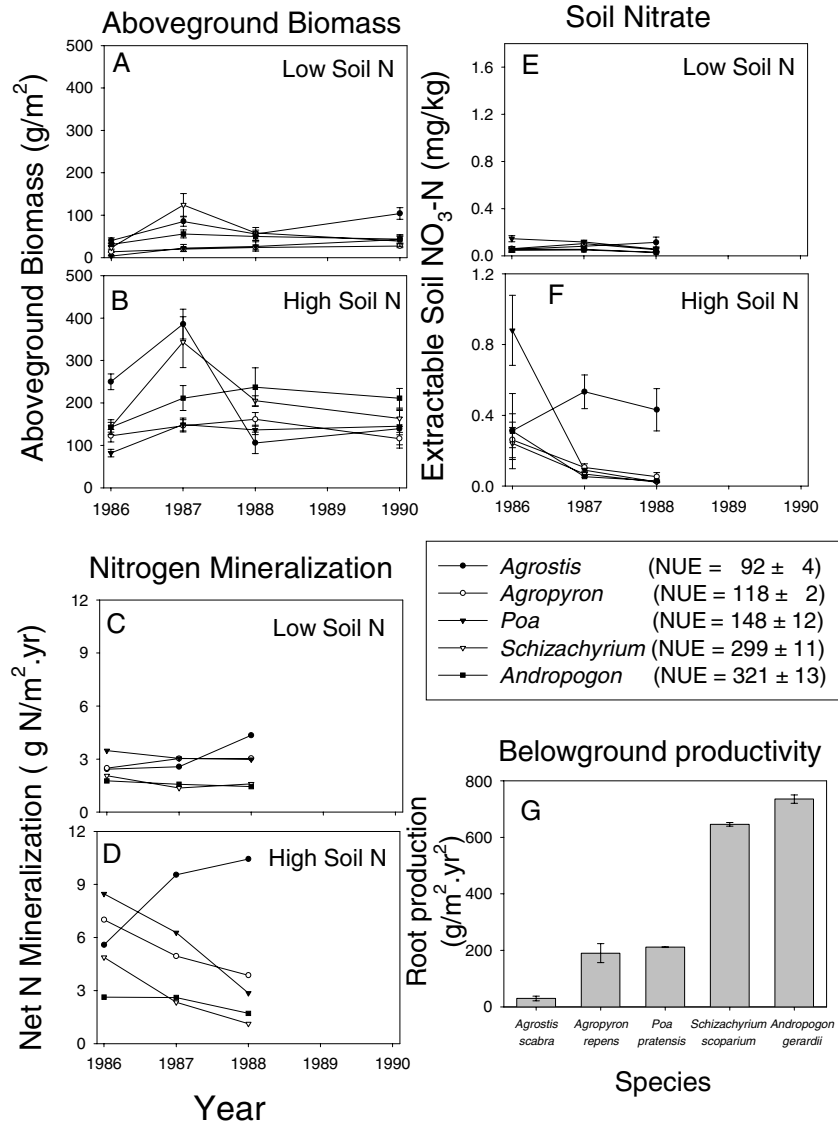 Aboveground Biomass
Aboveground Biomass (g/m²)
500
400
300
200
100
0
A
Low Soil N
500
400
300
200
100
0
B
High Soil N
1986
1987
1988
1989
1990
Soil Nitrate
Extractable Soil NO₃-N (mg/kg)
1.6
1.2
0.8
0.4
0.0
E
Low Soil N
1.2
0.8
0.4
0.0
F
High Soil N
1986
1987
1988
1989
1990
Nitrogen Mineralization
Net N Mineralization ( g N/m².yr)
12
9
6
3
0
C
Low Soil N
12
9
6
3
0
D
High Soil N
1986
1987
1988
1989
1990
Year
Agrostis (NUE = 92 ± 4)
Agropyron (NUE = 118 ± 2)
Poa (NUE = 148 ± 12)
Schizachyrium (NUE = 299 ± 11)
Andropogon (NUE = 321 ± 13)
Belowground productivity
Root production
(g/m².yr²)
800
600
400
200
0
G
Agrostis
scabra
Agropyron
repens
Poa
pratensis
Schizachyrium
scoparium
Andropogon
gerardii
Species